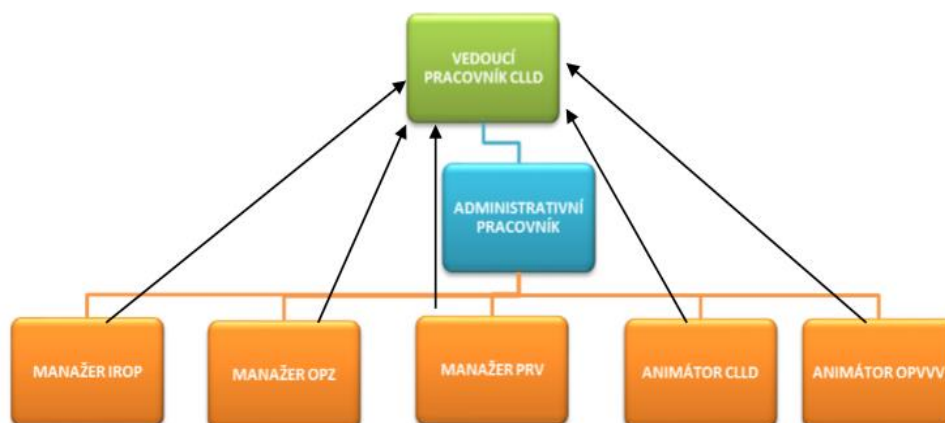 VEDOUCÍ
PRACOVNÍK CLLD
ADMINISTRATIVNÍ
PRACOVNÍK
MANAŽER IROP
MANAŽER OPZ
MANAŽER PRV
ANIMÁTOR CLLD
ANIMÁTOR OPVVV